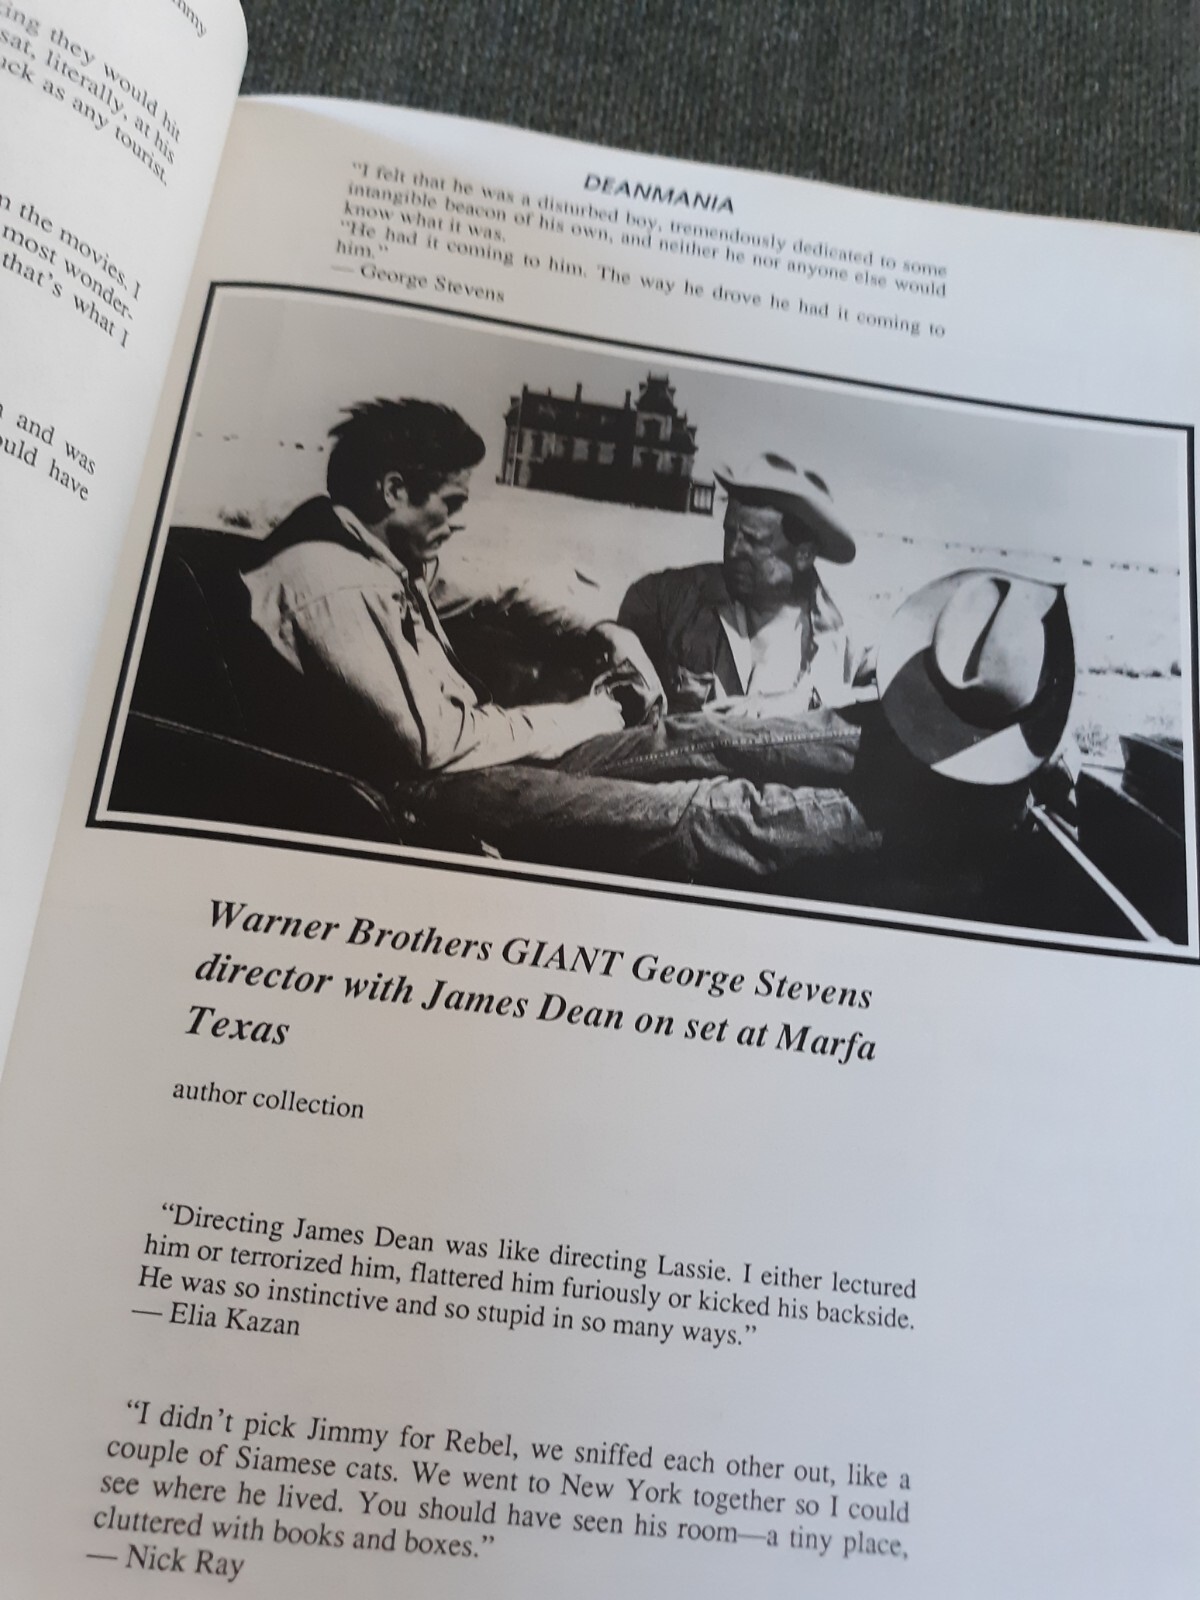 mmy
ing they would hit
sat, literally, at his
uck as any tourist.
n the movies. I
most wonder-
that's what I
and was
ould have
DEANMANIA
"I felt that he was a disturbed boy, tremendously dedicated to some
intangible beacon of his own, and neither he nor anyone else would
know what it was.
"He had it coming to him. The way he drove he had it coming to
him."
— George Stevens
Warner Brothers GIANT George Stevens
director with James Dean on set at Marfa
Texas
author collection
"Directing James Dean was like directing Lassie. I either lectured
him or terrorized him, flattered him furiously or kicked his backside.
He was so instinctive and so stupid in so many ways."
— Elia Kazan
"I didn't pick Jimmy for Rebel, we sniffed each other out, like a
couple of Siamese cats. We went to New York together so I could
see where he lived. You should have seen his room—a tiny place,
cluttered with books and boxes."
— Nick Ray